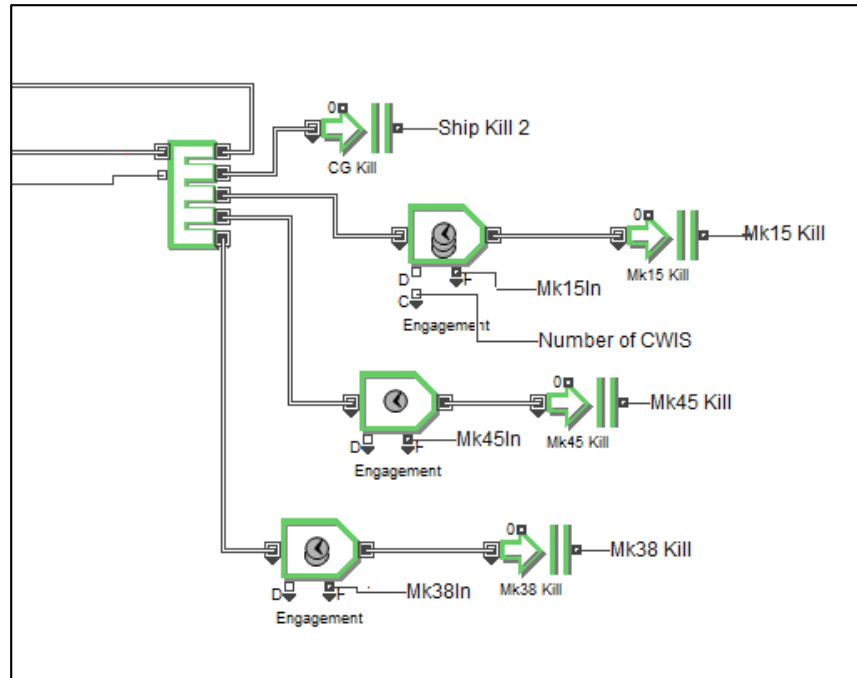 0
Ship Kill 2
CG Kill
0
Mk15 Kill
Mk15 Kill
D
F
Mk15In
C
Engagement
Number of CWIS
0
Mk45 Kill
Mk45 Kill
D
F
Mk45In
Engagement
0
Mk38 Kill
Mk38 Kill
D
F
Mk38In
Engagement